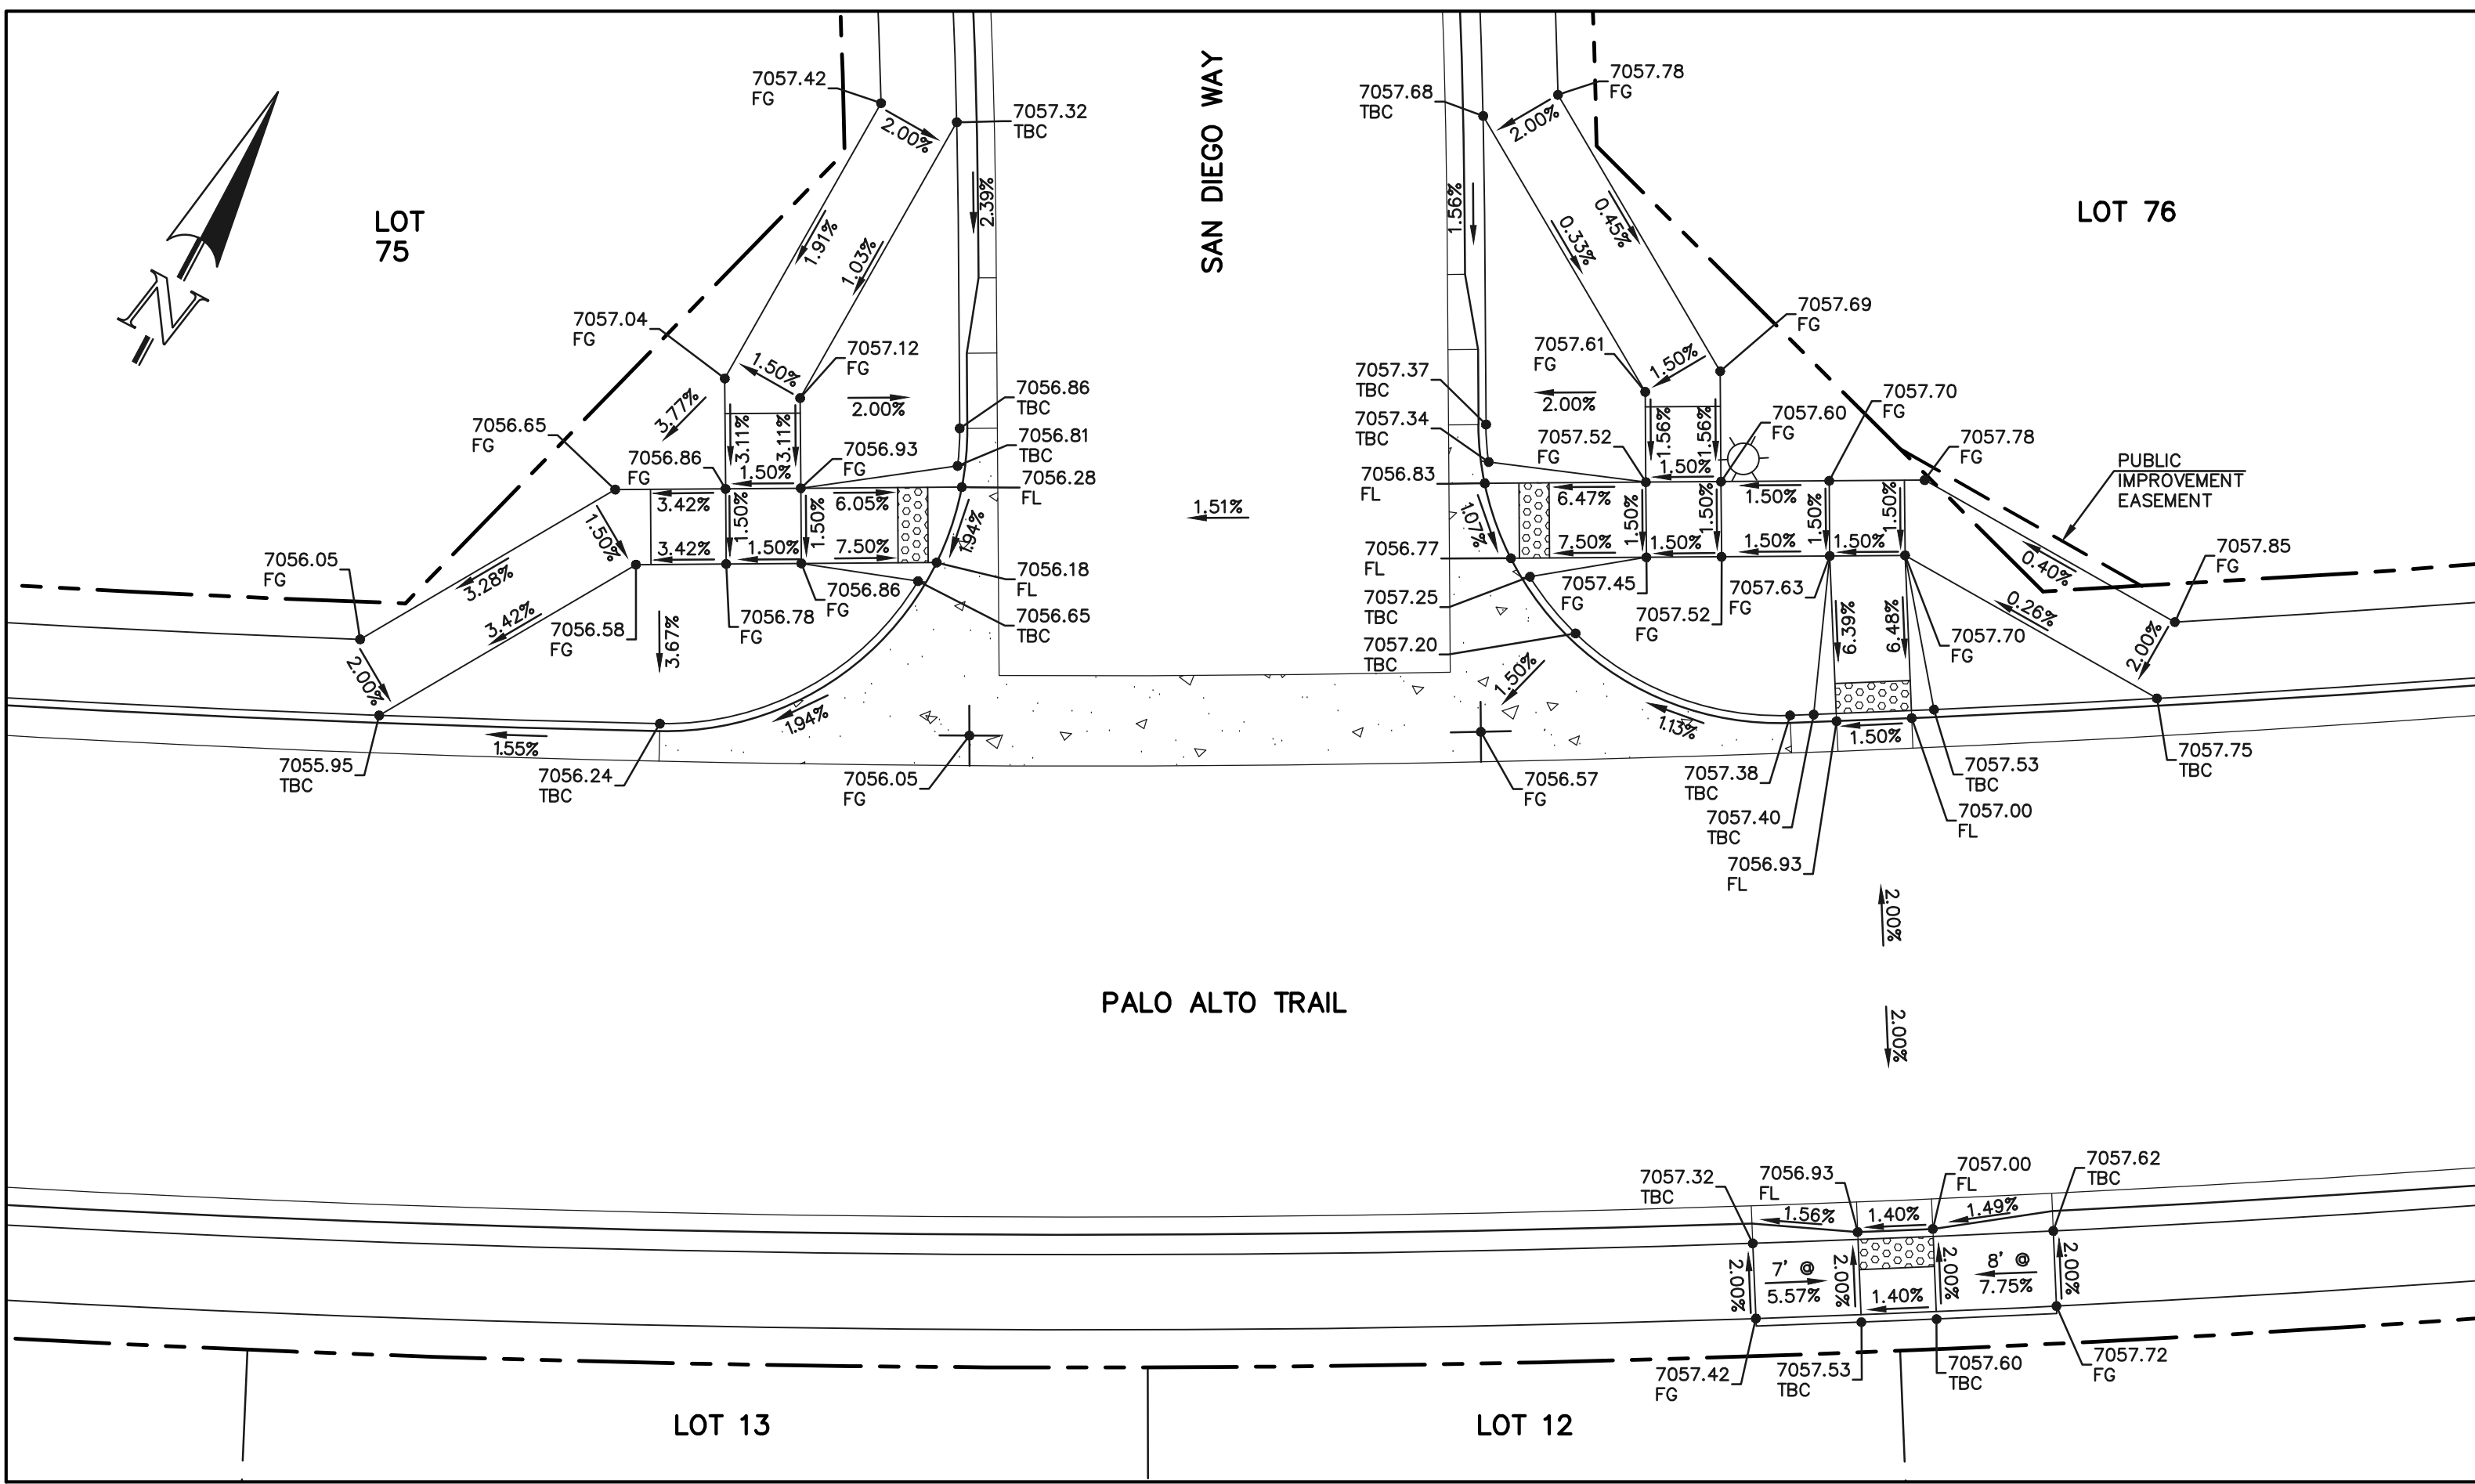 7057.42
FG
7057.32
TBC
2.00%
2.39%
1.91%
1.03%
LOT
75
N
SAN DIEGO WAY
7057.68
TBC
7057.78
FG
2.00%
1.56%
0.33%
0.45%
LOT 76
7057.04
FG
7057.12
FG
1.50%
2.00%
3.77%
7056.86
TBC
7056.81
TBC
7056.65
FG
7056.86
FG
3.11%
3.11%
7056.93
FG
1.50%
7056.28
FL
3.42%
1.50%
1.50%
6.05%
1.94%
3.42%
1.50%
7.50%
1.50%
7056.05
FG
3.28%
3.42%
2.00%
7056.58
FG
3.67%
7056.78
FG
7056.86
FG
7056.18
FL
7056.65
TBC
1.94%
1.55%
7055.95
TBC
7056.24
TBC
7056.05
FG
1.51%
7057.37
TBC
7057.34
TBC
7056.83
FL
7056.77
FL
7057.25
TBC
7057.20
TBC
7057.61
FG
2.00%
1.50%
7057.69
FG
7057.52
FG
1.56%
1.56%
7057.60
FG
7057.70
FG
7057.78
FG
PUBLIC
IMPROVEMENT
EASEMENT
1.50%
6.47%
1.50%
1.50%
1.50%
1.50%
1.50%
1.07%
7.50%
1.50%
1.50%
1.50%
7057.45
FG
7057.52
FG
7057.63
FG
7057.70
FG
0.40%
0.26%
7057.85
FG
2.00%
6.39%
6.48%
1.50%
1.13%
1.50%
7056.57
FG
7057.38
TBC
7057.40
TBC
7056.93
FL
7057.53
TBC
7057.00
FL
7057.75
TBC
2.00%
2.00%
PALO ALTO TRAIL
7057.32
TBC
7056.93
FL
7057.00
FL
7057.62
TBC
1.56%
1.40%
1.49%
2.00%
7' @
5.57%
2.00%
1.40%
2.00%
8' @
7.75%
2.00%
7057.42
FG
7057.53
TBC
7057.60
TBC
7057.72
FG
LOT 13
LOT 12